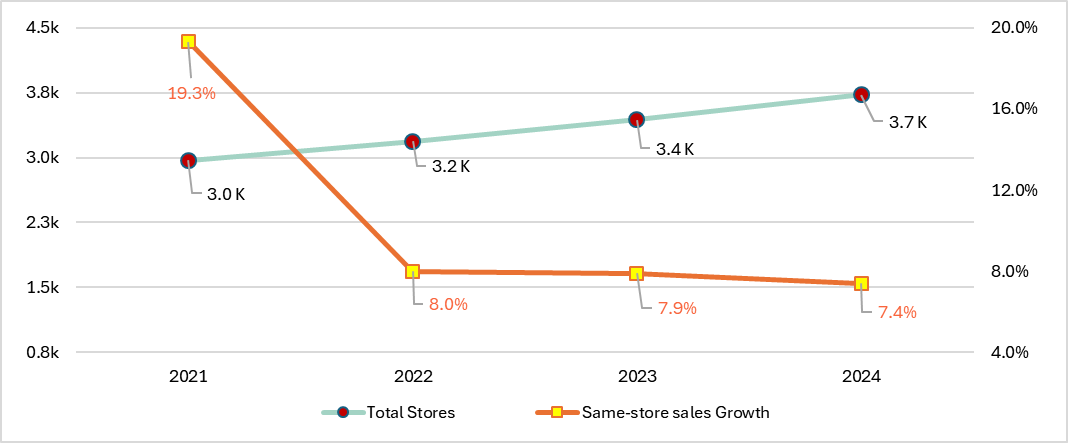 4.5k
20.0%
19.3%
3.8k
16.0%
3.7 K
3.4 K
3.0k
3.2 K
3.0 K
12.0%
2.3k
8.0%
1.5k
8.0%
7.9%
7.4%
0.8k
4.0%
2021 2022 2023 2024
Total Stores Same-store sales Growth